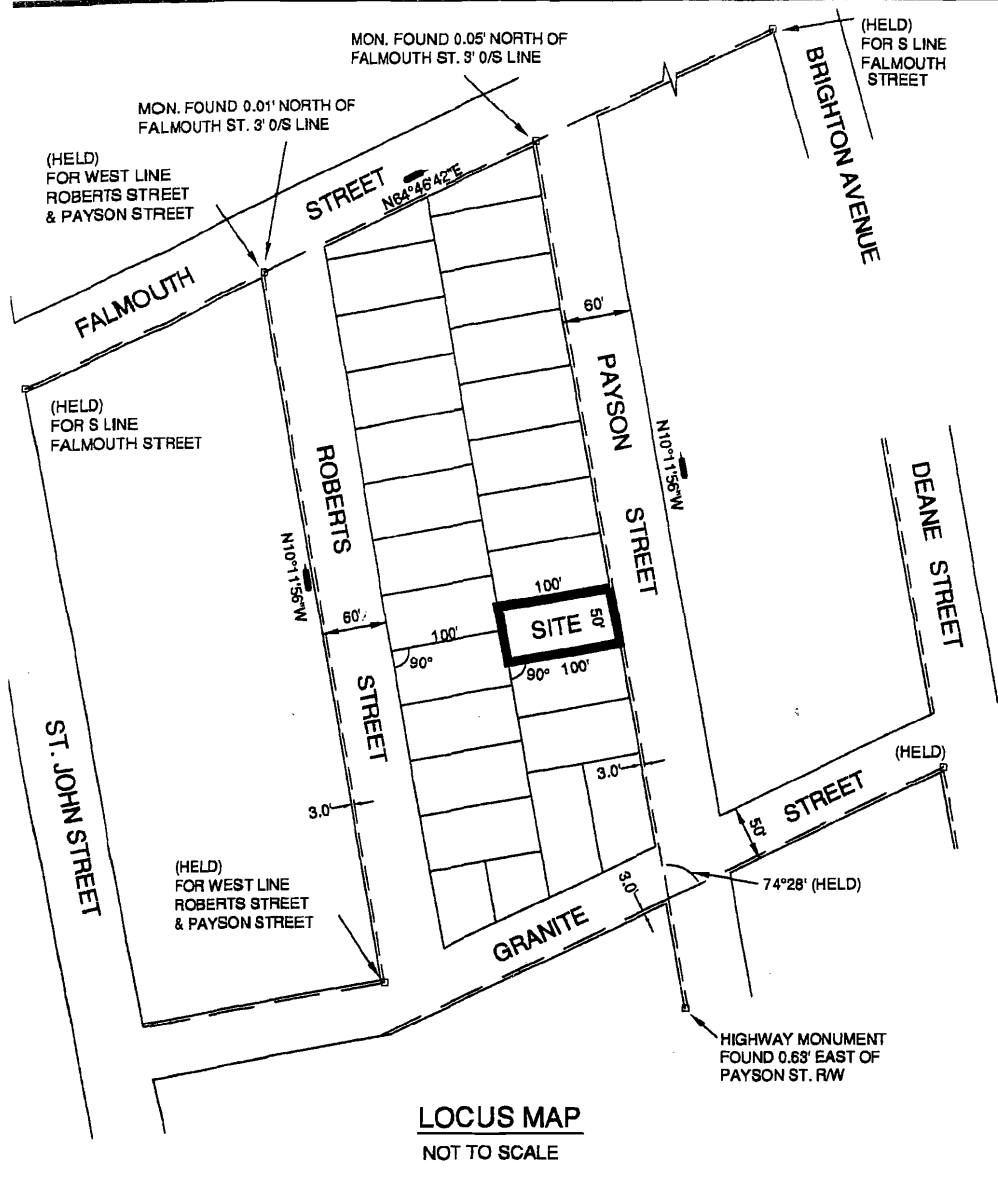 (HELD)
FOR S LINE
FALMOUTH
STREET
MON. FOUND 0.05' NORTH OF
FALMOUTH ST. 3' O/S LINE
MON. FOUND 0.01' NORTH OF
FALMOUTH ST. 3' O/S LINE
(HELD)
FOR WEST LINE
ROBERTS STREET
& PAYSON STREET
BRIGHTON AVENUE
FALMOUTH STREET
N64°46'42"E
60'
(HELD)
FOR S LINE
FALMOUTH STREET
PAYSON STREET
N10°11'56"W
ROBERTS STREET
N10°11'56"W
DEANE STREET
60'
100'
90°
100'
SITE
50'
90°
100'
ST. JOHN STREET
3.0'
3.0'
(HELD)
GRANITE STREET
50'
74°28' (HELD)
3.0'
(HELD)
FOR WEST LINE
ROBERTS STREET
& PAYSON STREET
HIGHWAY MONUMENT
FOUND 0.63' EAST OF
PAYSON ST. R/W
LOCUS MAP
NOT TO SCALE